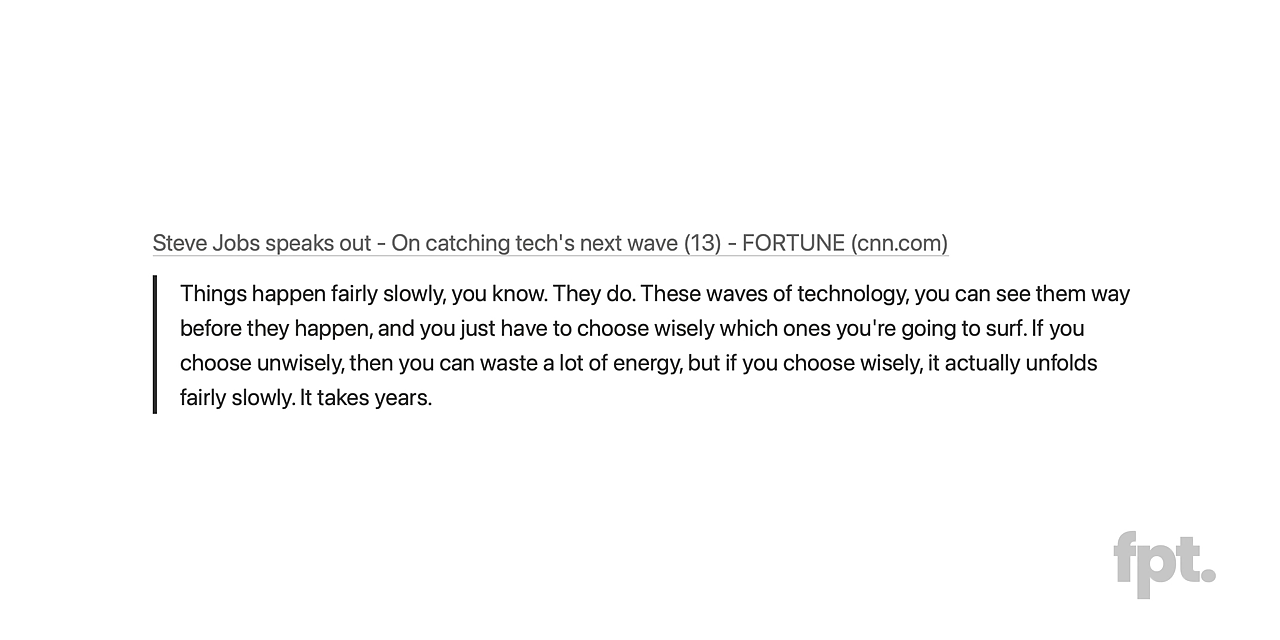 Steve Jobs speaks out - On catching tech's next wave (13) - FORTUNE (cnn.com)
Things happen fairly slowly, you know. They do. These waves of technology, you can see them way
before they happen, and you just have to choose wisely which ones you're going to surf. If you
choose unwisely, then you can waste a lot of energy, but if you choose wisely, it actually unfolds
fairly slowly. It takes years.
fpt.